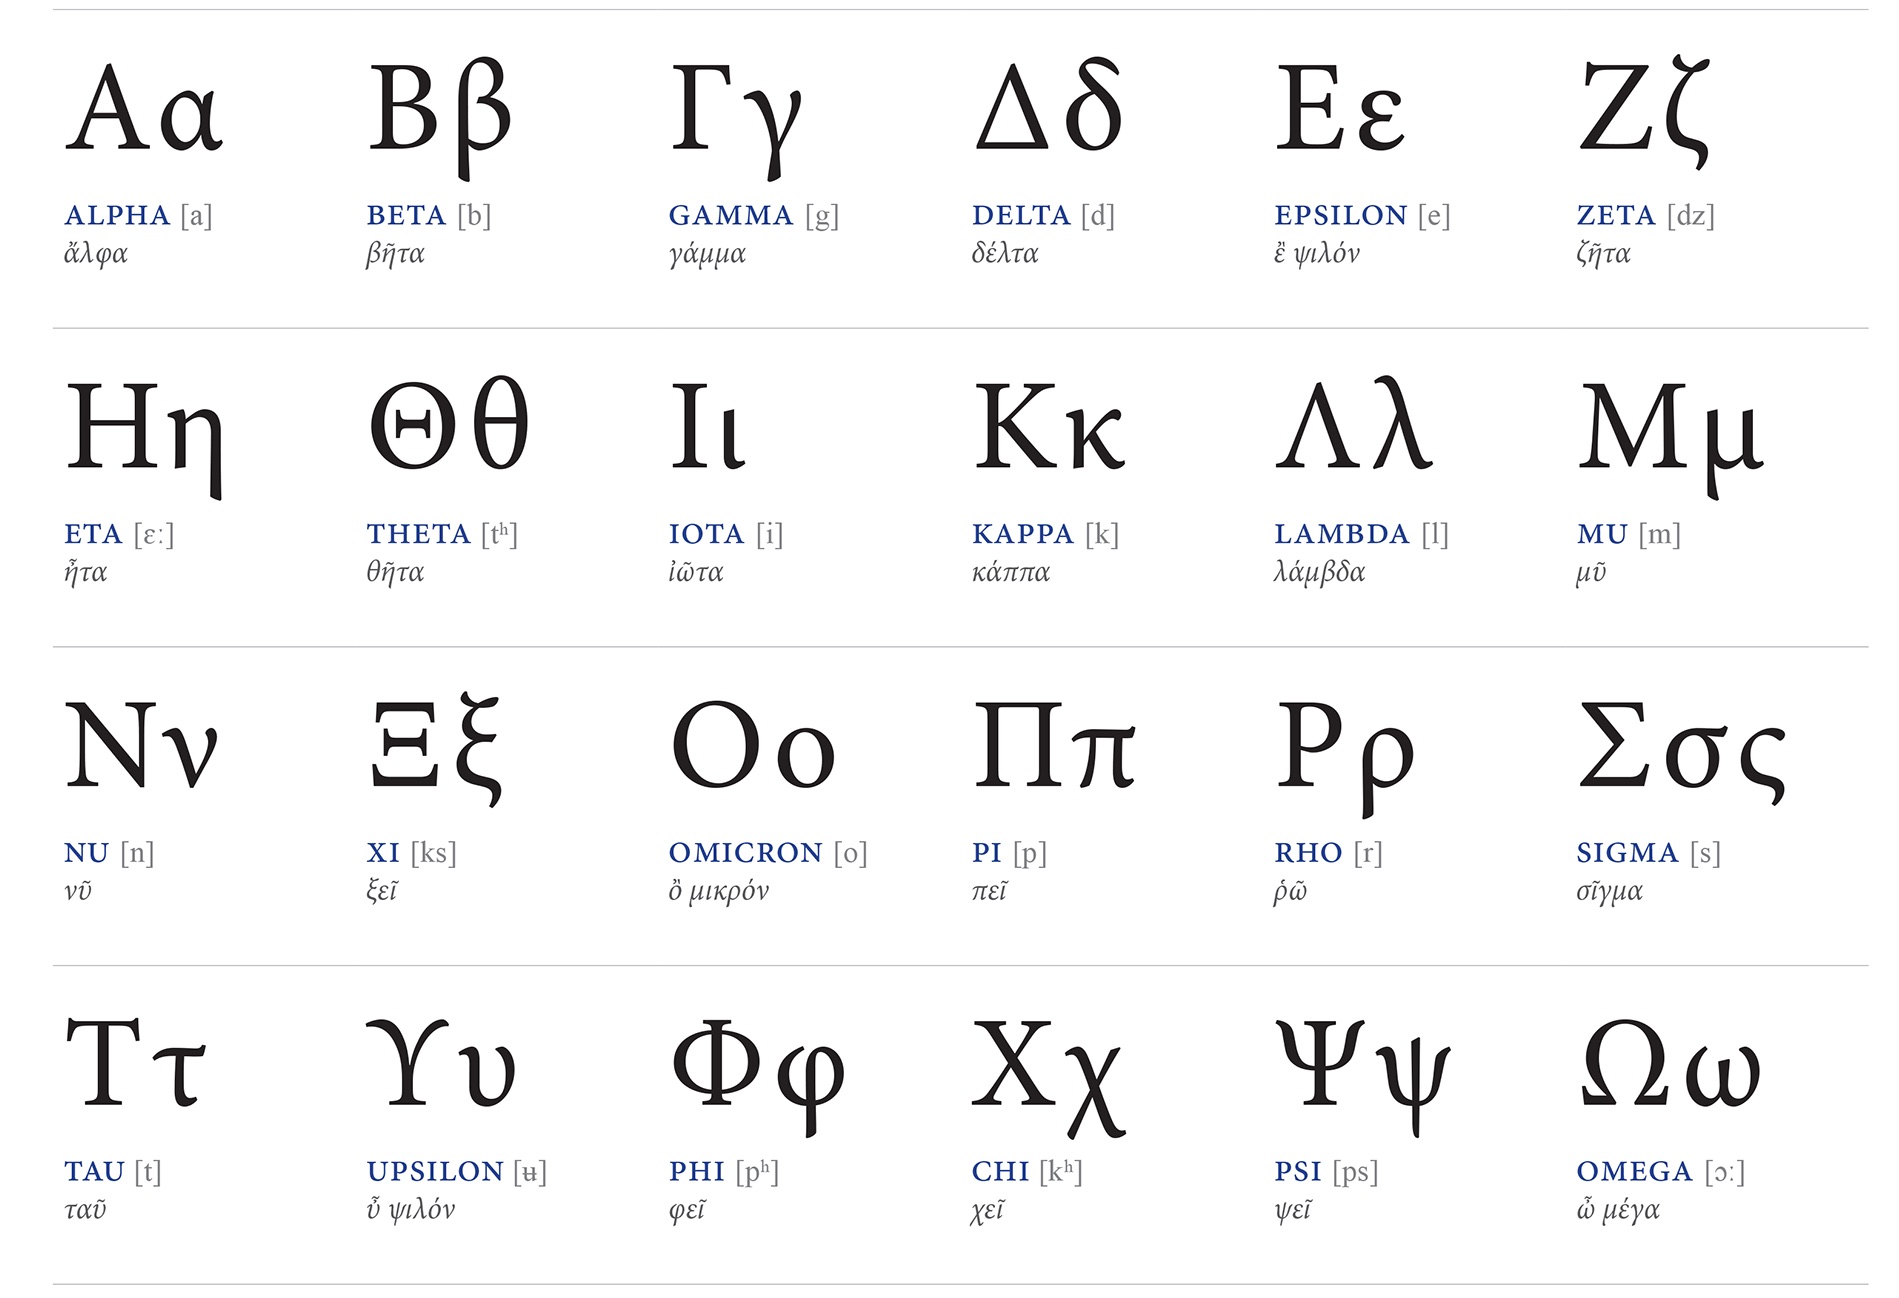 Αα Ββ Γγ Δδ Εε Ζζ
ALPHA [a] BETA [b] GAMMA [g] DELTA [d] EPSILON [e] ZETA [dz]
ἄλφα βῆτα γάμμα δέλτα ἒ ψιλόν ζῆτα
Ηη Θθ Ιι Κκ Λλ Μμ
ETA [ɛː] THETA [tʰ] IOTA [i] KAPPA [k] LAMBDA [l] MU [m]
ἦτα θῆτα ἰῶτα κάππα λάμβδα μῦ
Νν Ξξ Οο Ππ Ρρ Σσς
NU [n] XI [ks] OMICRON [o] PI [p] RHO [r] SIGMA [s]
νῦ ξεῖ ὂ μικρόν πεῖ ῥῶ σῖγμα
Ττ Υυ Φφ Χχ Ψψ Ωω
TAU [t] UPSILON [ʉ] PHI [pʰ] CHI [kʰ] PSI [ps] OMEGA [ɔː]
ταῦ ὖ ψιλόν φεῖ χεῖ ψεῖ ὦ μέγα